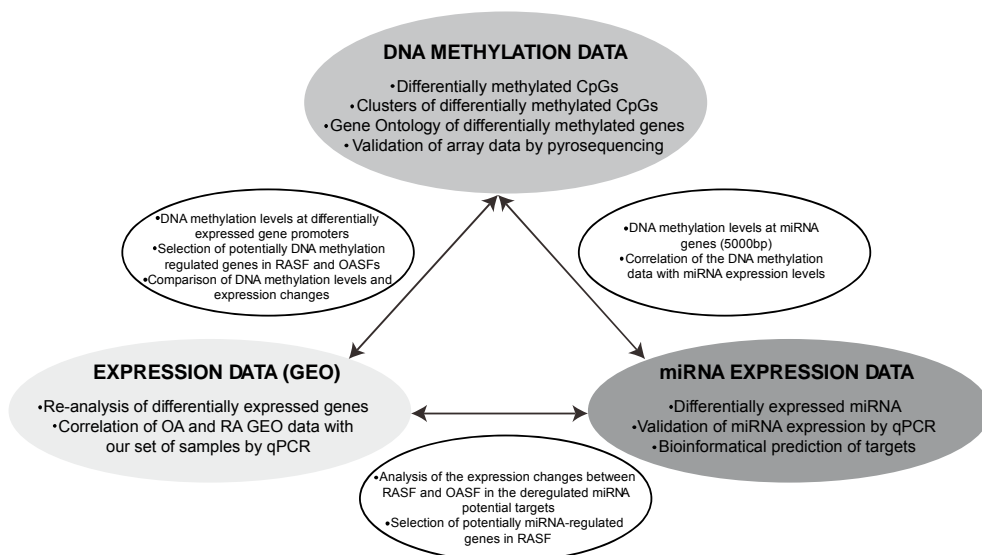 DNA METHYLATION DATA
•Differentially methylated CpGs
•Clusters of differentially methylated CpGs
•Gene Ontology of differentially methylated genes
•Validation of array data by pyrosequencing
•DNA methylation levels at differentially
expressed gene promoters
•Selection of potentially DNA methylation
regulated genes in RASF and OASFs
•Comparison of DNA methylation levels and
expression changes
•DNA methylation levels at miRNA
genes (5000bp)
•Correlation of the DNA methylation
data with miRNA expression levels
EXPRESSION DATA (GEO)
•Re-analysis of differentially expressed genes
•Correlation of OA and RA GEO data with
our set of samples by qPCR
miRNA EXPRESSION DATA
•Differentially expressed miRNA
•Validation of miRNA expression by qPCR
•Bioinformatical prediction of targets
•Analysis of the expression changes between
RASF and OASF in the deregulated miRNA
potential targets
•Selection of potentially miRNA-regulated
genes in RASF